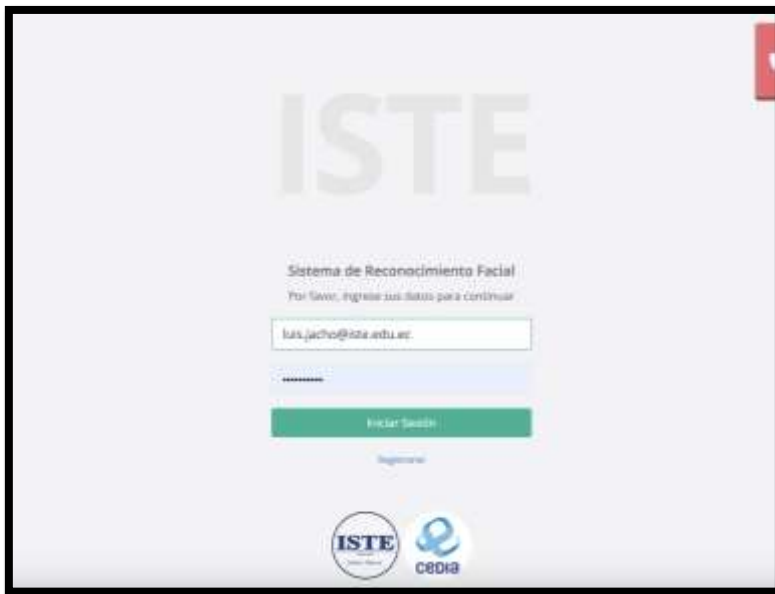 ISTE
Sistema de Reconocimiento Facial
Por favor, ingrese sus datos para continuar
luis.jacho@iste.edu.ec
Iniciar Sesión
Registrarse
ISTE
cedia